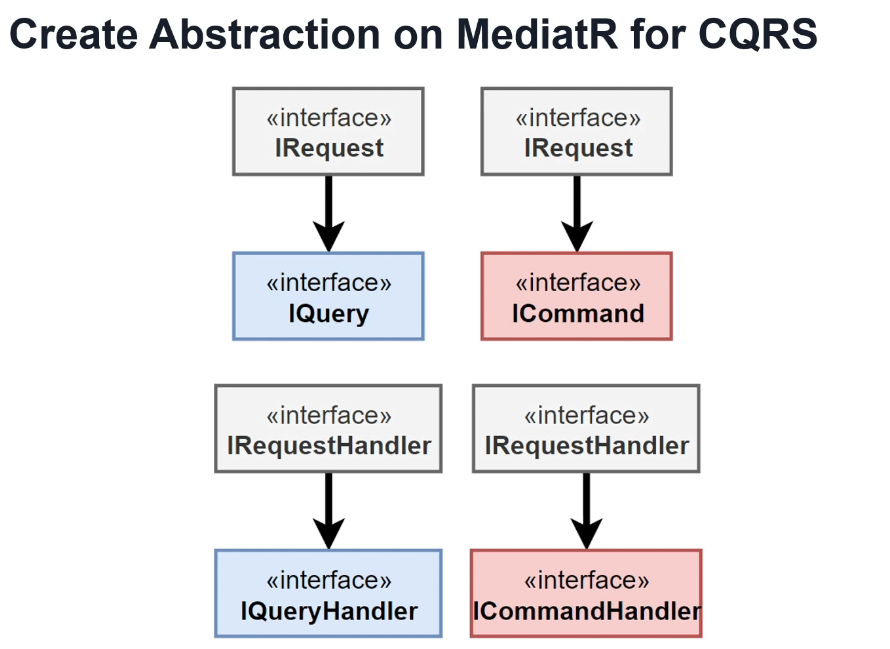 Create Abstraction on MediatR for CQRS
«interface»
IRequest
«interface»
IRequest
«interface»
IQuery
«interface»
ICommand
«interface»
IRequestHandler
«interface»
IRequestHandler
«interface»
IQueryHandler
«interface»
ICommandHandler